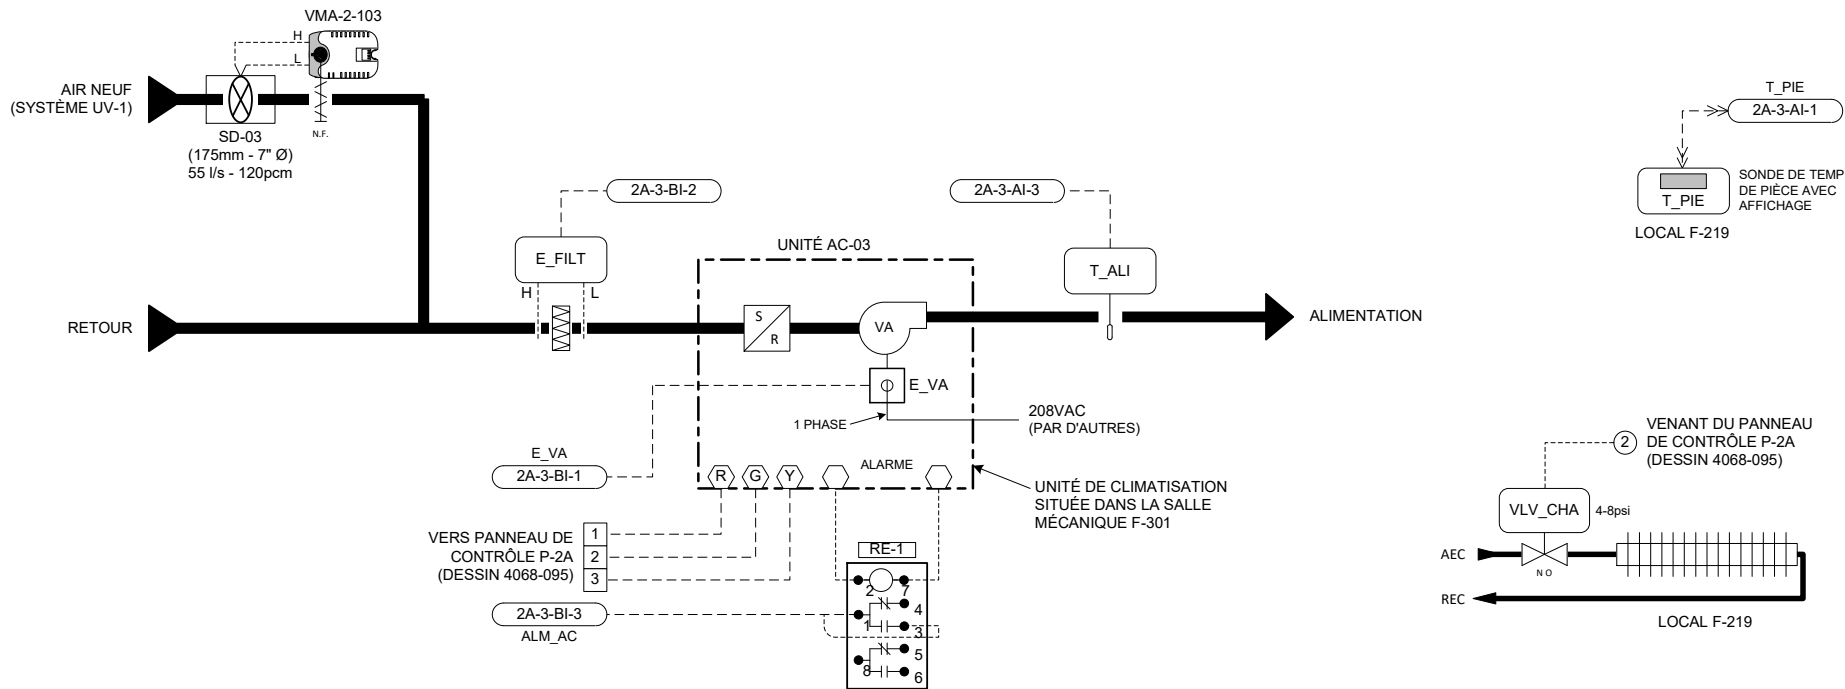 VMA-2-103
H
L
AIR NEUF
(SYSTÈME UV-1)
SD-03
(175mm - 7" Ø)
55 l/s - 120pcm
N.F.
T_PIE
2A-3-AI-1
T_PIE
SONDE DE TEMP
DE PIÈCE AVEC
AFFICHAGE
LOCAL F-219
2A-3-BI-2
2A-3-AI-3
E_FILT
H
L
UNITÉ AC-03
T_ALI
RETOUR
S
R
VA
ALIMENTATION
E_VA
1 PHASE
208VAC
(PAR D'AUTRES)
E_VA
2A-3-BI-1
R
G
Y
ALARME
UNITÉ DE CLIMATISATION
SITUÉE DANS LA SALLE
MÉCANIQUE F-301
VERS PANNEAU DE
CONTRÔLE P-2A
(DESSIN 4068-095)
1
2
3
2A-3-BI-3
ALM_AC
RE-1
2
7
4
1
3
5
8
6
2
VENANT DU PANNEAU
DE CONTRÔLE P-2A
(DESSIN 4068-095)
VLV_CHA
4-8psi
AEC
N O
REC
LOCAL F-219